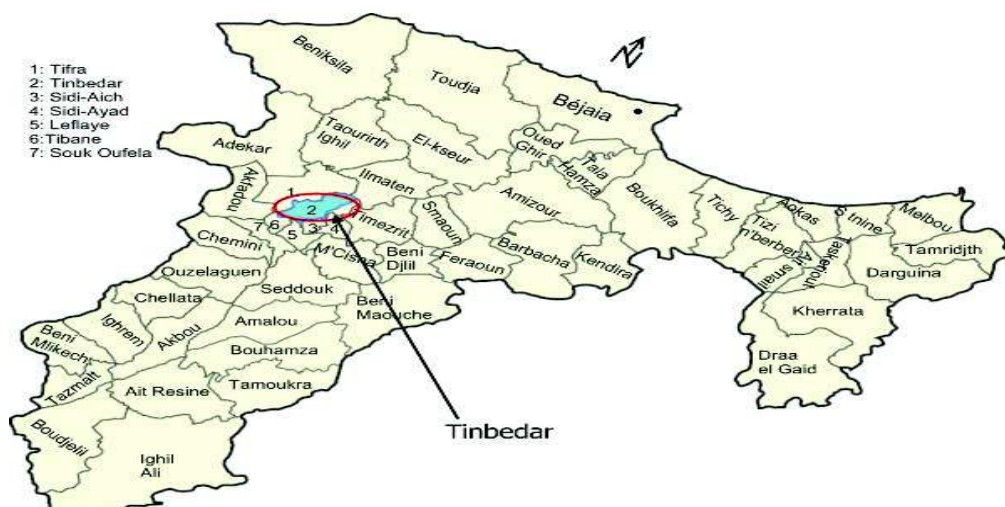 1: Tifra
2: Tinbedar
3: Sidi-Aich
4: Sidi-Ayad
5: Leflaye
6: Tibane
7: Souk Oufela
N
Beniksila
Toudja
Béjaia
Adekar
Taourirth
Ighil
El-kseur
Oued
Ghir
Tala
Hamza
Akfadou
1
Ilmaten
2
Amizour
Boukhlifa
Tichy
Aokas
S tnine
Melbou
Tizi
n'berber
Taskeriout
Tamridjth
Ait smail
Darguina
6
7
5
3
4
Timezrit
Smaoun
Chemini
M'Cisna
Beni
Djlil
Feraoun
Barbacha
Kendira
Ouzelaguen
Kherrata
Chellata
Seddouk
Beni
Maouche
Ighrem
Akbou
Amalou
Beni
Mlikech
Bouhamza
Draa
el Gaid
Tazmalt
Ait Resine
Tamoukra
Boudjelil
Ighil
Ali
Tinbedar